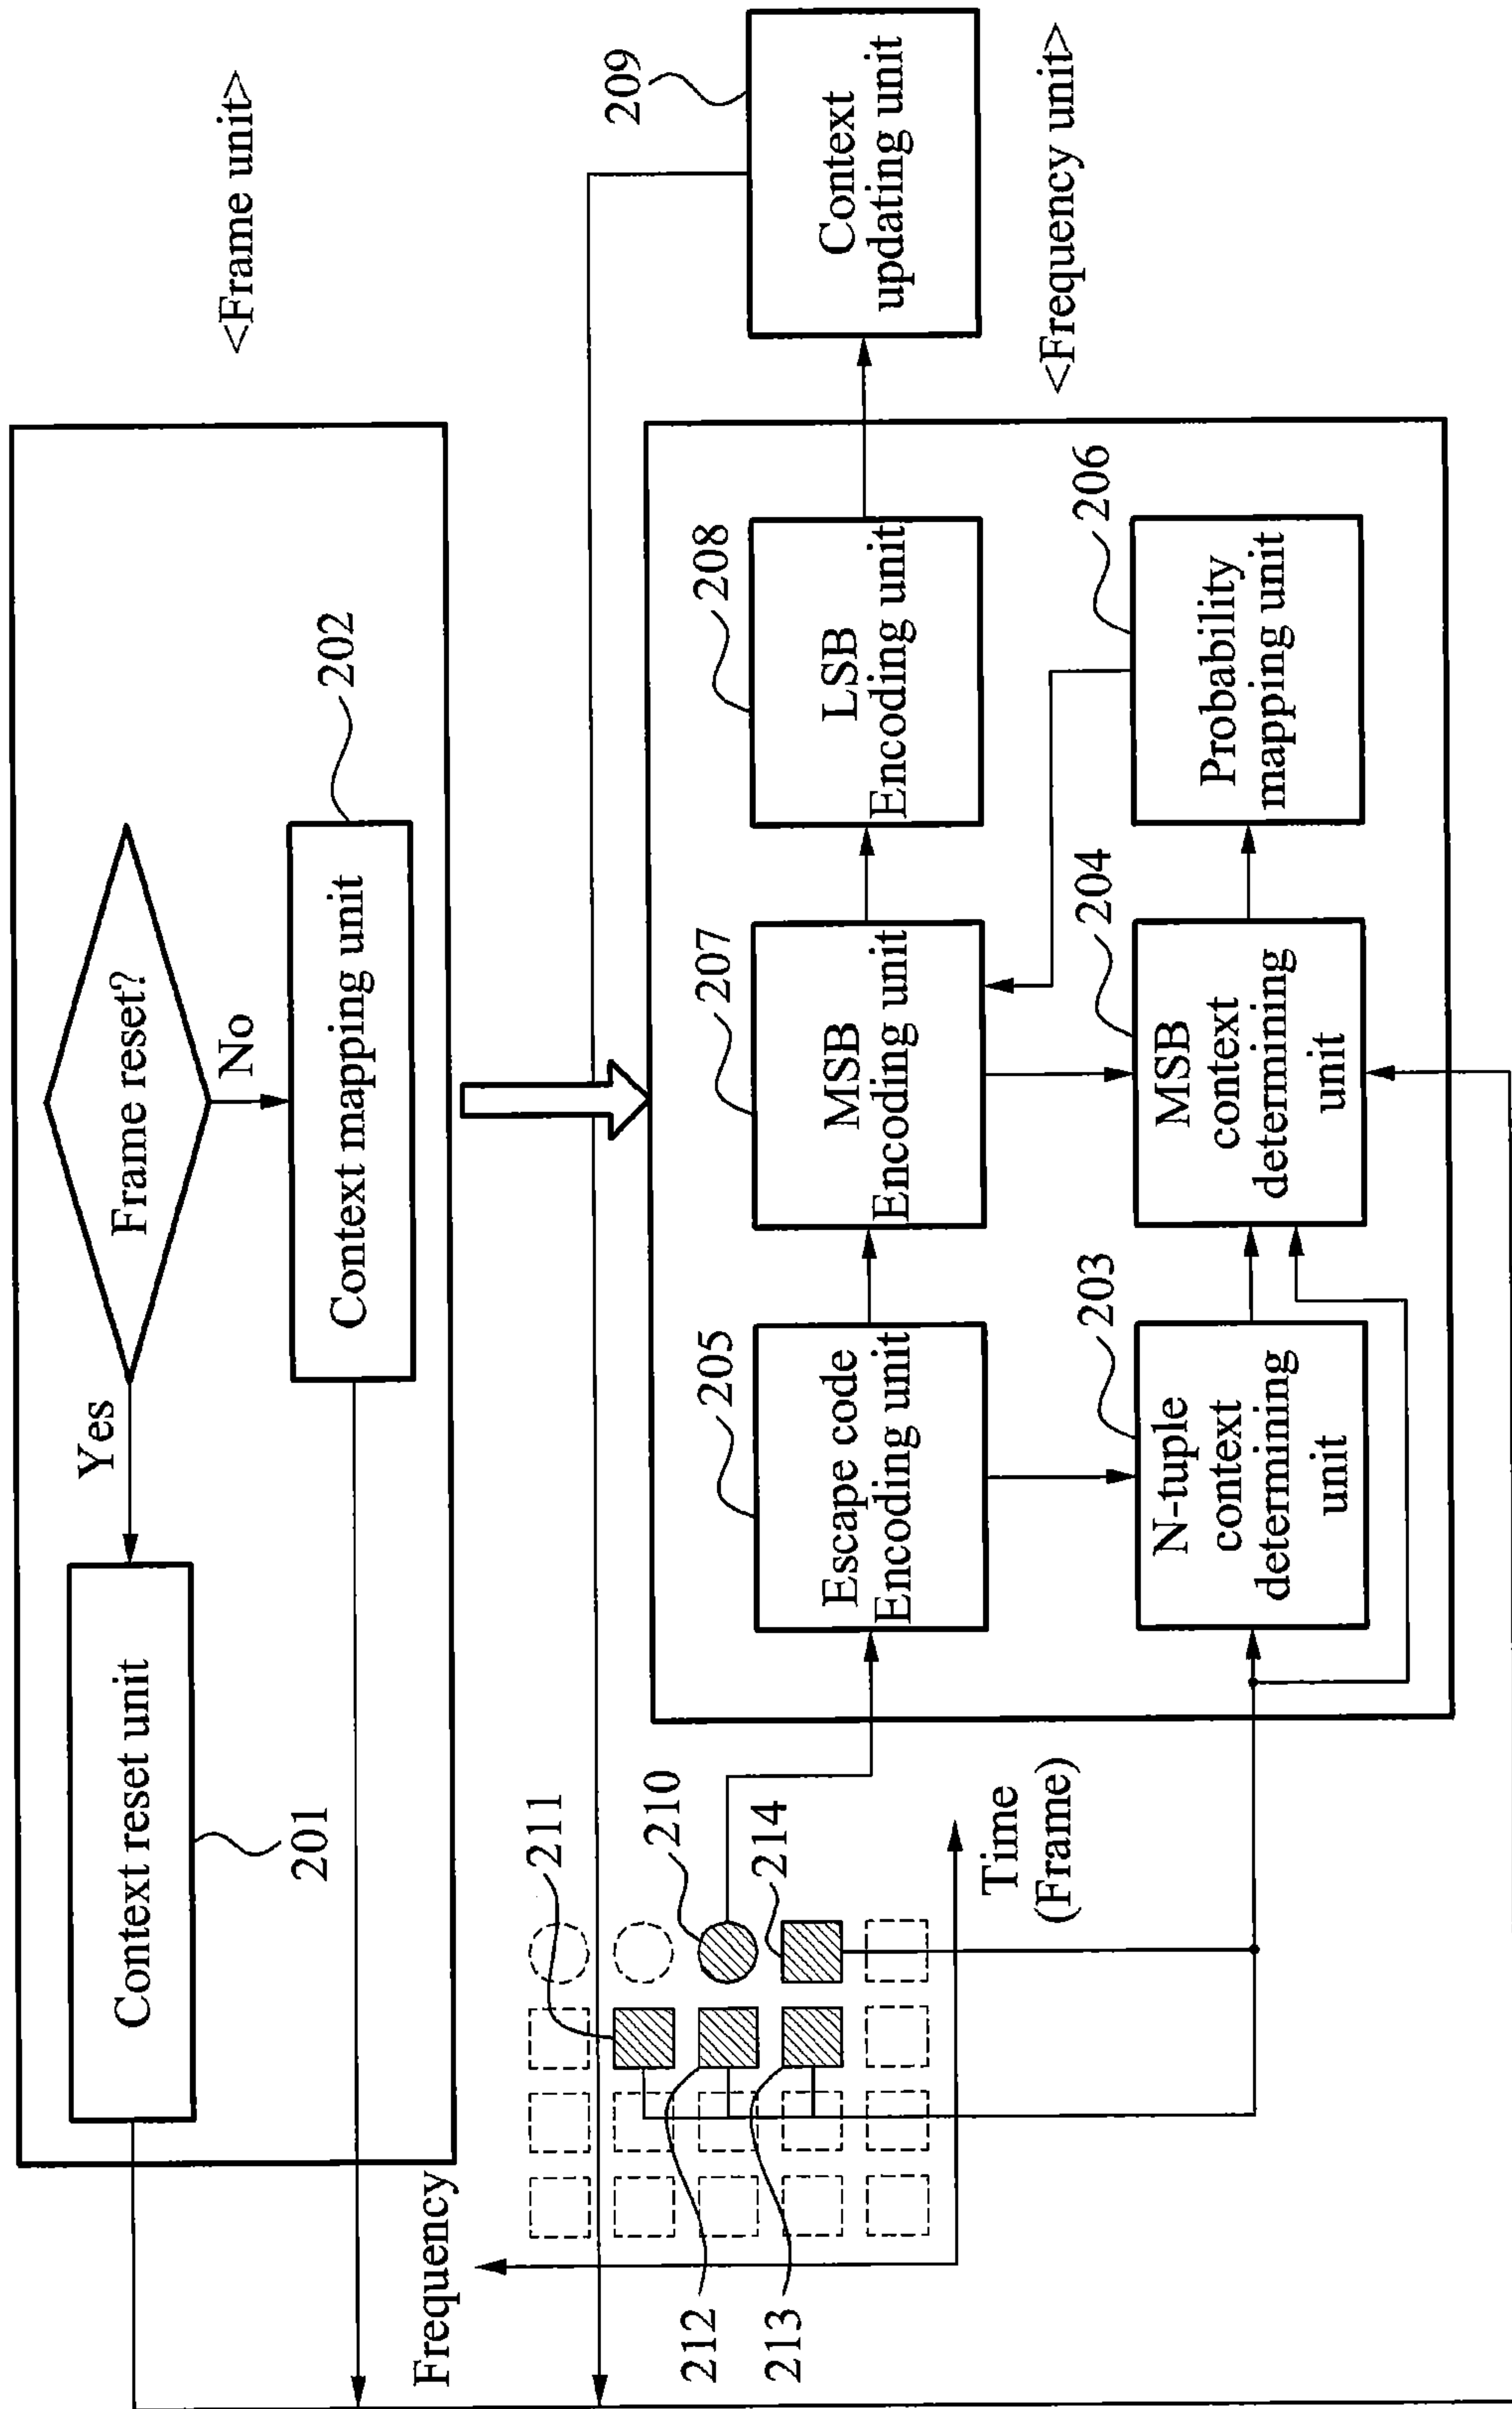 <Frame unit>
Frame reset?
Yes
No
Context reset unit
201
Context mapping unit
202
Frequency
211
210
214
212
213
Time
(Frame)
205
Escape code
Encoding unit
207
MSB
Encoding unit
208
LSB
Encoding unit
209
Context
updating unit
203
N-tuple
context
determining
unit
204
MSB
context
determining
unit
206
Probability
mapping unit
<Frequency unit>